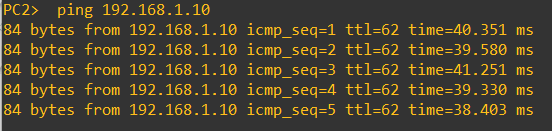 PC2>  ping 192.168.1.10
84 bytes from 192.168.1.10 icmp_seq=1 ttl=62 time=40.351 ms
84 bytes from 192.168.1.10 icmp_seq=2 ttl=62 time=39.580 ms
84 bytes from 192.168.1.10 icmp_seq=3 ttl=62 time=41.251 ms
84 bytes from 192.168.1.10 icmp_seq=4 ttl=62 time=39.330 ms
84 bytes from 192.168.1.10 icmp_seq=5 ttl=62 time=38.403 ms